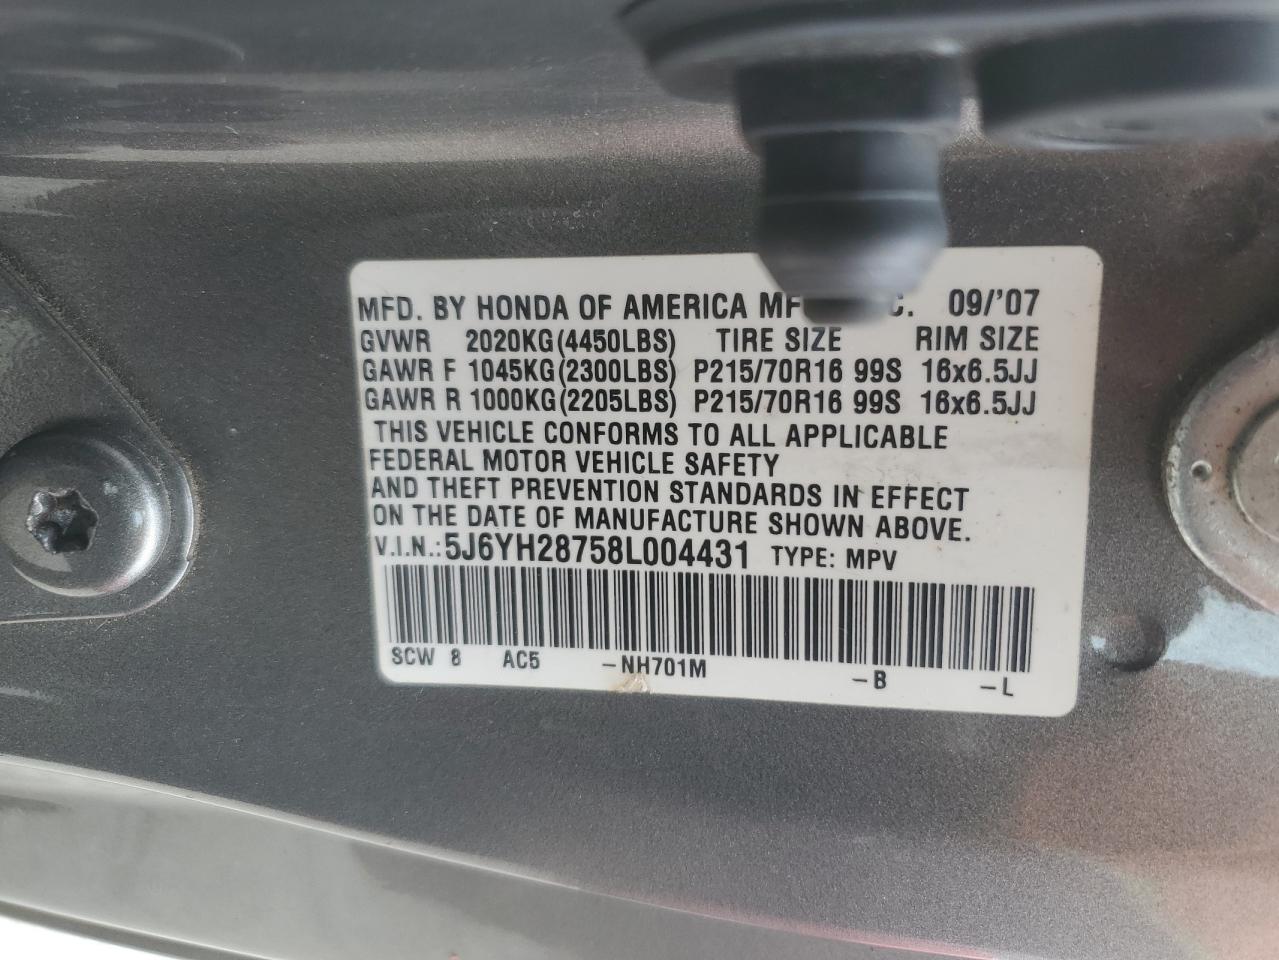 MFD. BY HONDA OF AMERICA MF C. 09/'07
GVWR 2020KG(4450LBS) TIRE SIZE RIM SIZE
GAWR F 1045KG(2300LBS) P215/70R16 99S 16x6.5JJ
GAWR R 1000KG(2205LBS) P215/70R16 99S 16x6.5JJ
THIS VEHICLE CONFORMS TO ALL APPLICABLE
FEDERAL MOTOR VEHICLE SAFETY
AND THEFT PREVENTION STANDARDS IN EFFECT
ON THE DATE OF MANUFACTURE SHOWN ABOVE.
V.I.N.:5J6YH28758L004431 TYPE: MPV
SCW 8 AC5 -NH701M -B -L